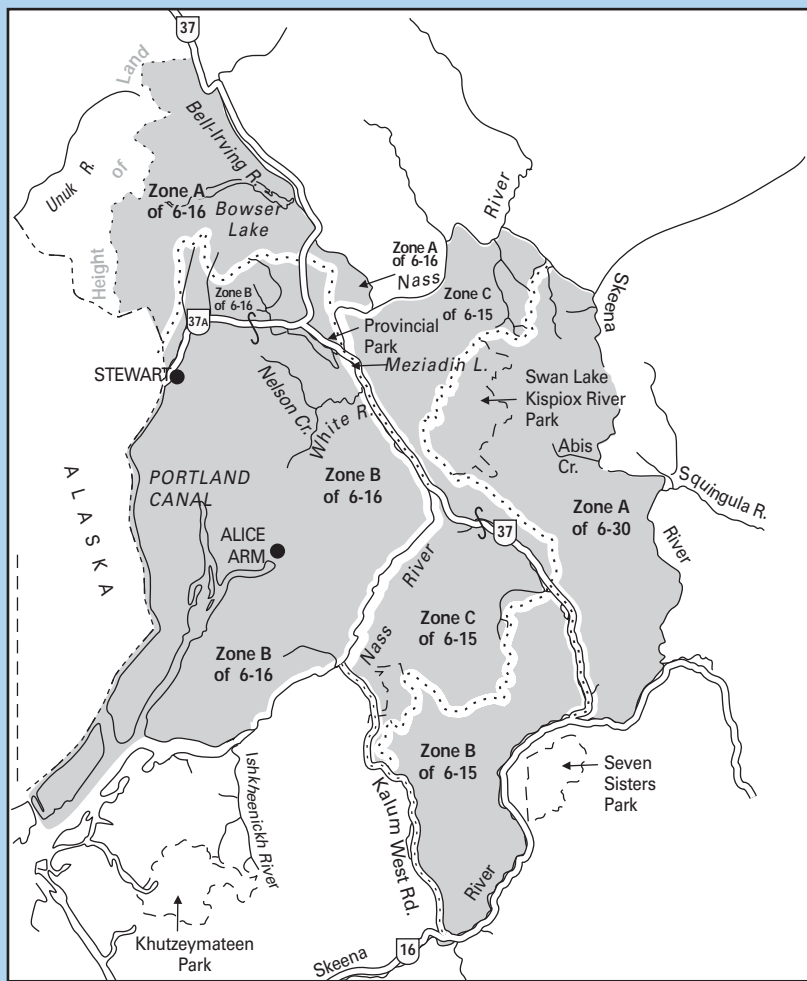 37
Land
of
Height
Unuk R.
Bell-Irving R.
Zone A
of 6-16
Bowser
Lake
Zone A
of 6-16
Nass
River
Zone B
of 6-16
Zone C
of 6-15
Skeena
37A
Provincial
Park
Meziadin L.
STEWART
Nelson Cr.
White R.
Swan Lake
Kispiox River
Park
Abis
Cr.
Squingula R.
ALASKA
PORTLAND
CANAL
Zone B
of 6-16
Zone A
of 6-30
River
ALICE
ARM
37
River
Nass
Zone C
of 6-15
Zone B
of 6-16
Zone B
of 6-15
Seven
Sisters
Park
Ishkheenickh River
Kalum West Rd.
River
Khutzeymateen
Park
Skeena
16